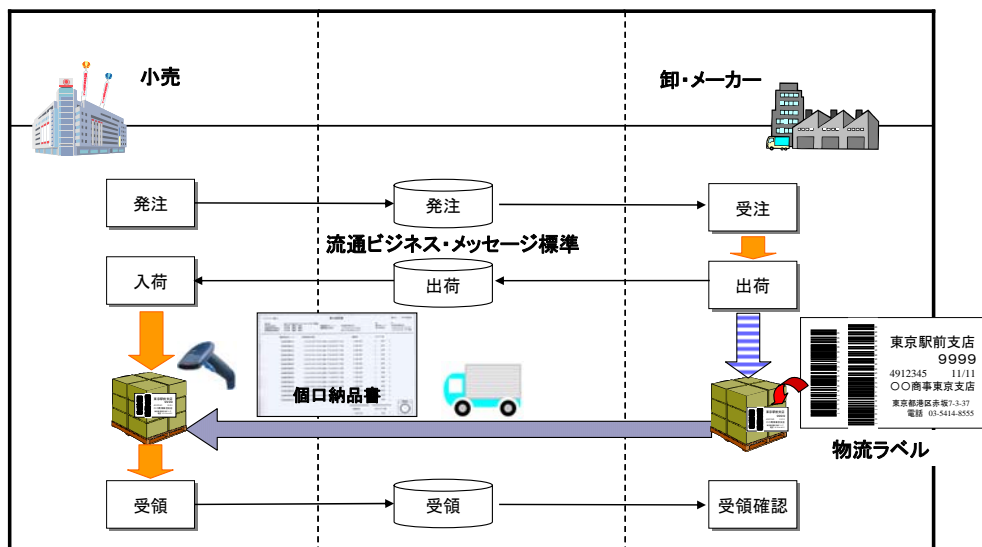 小売
卸・メーカー
発注
発注
受注
流通ビジネス・メッセージ標準
入荷
出荷
出荷
個口納品書
東京駅前支店
9999
4912345 11/11
〇〇商事東京支店
東京都港区赤坂7-3-37
電話 03-5414-8555
物流ラベル
受領
受領
受領確認